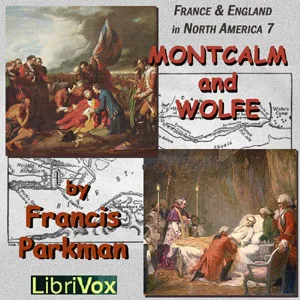 FRANCE & ENGLAND
in NORTH AMERICA 7
MONTCALM
and
WOLFE
by
Francis
Parkman
LibriVox